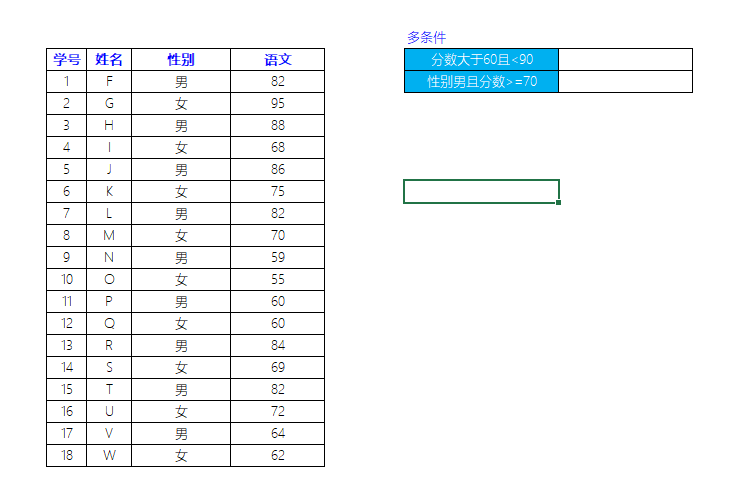 多条件
学号 姓名 性别 语文
分数大于60且<90
性别男且分数>=70
1 F 男 82
2 G 女 95
3 H 男 88
4 I 女 68
5 J 男 86
6 K 女 75
7 L 男 82
8 M 女 70
9 N 男 59
10 O 女 55
11 P 男 60
12 Q 女 60
13 R 男 84
14 S 女 69
15 T 男 82
16 U 女 72
17 V 男 64
18 W 女 62